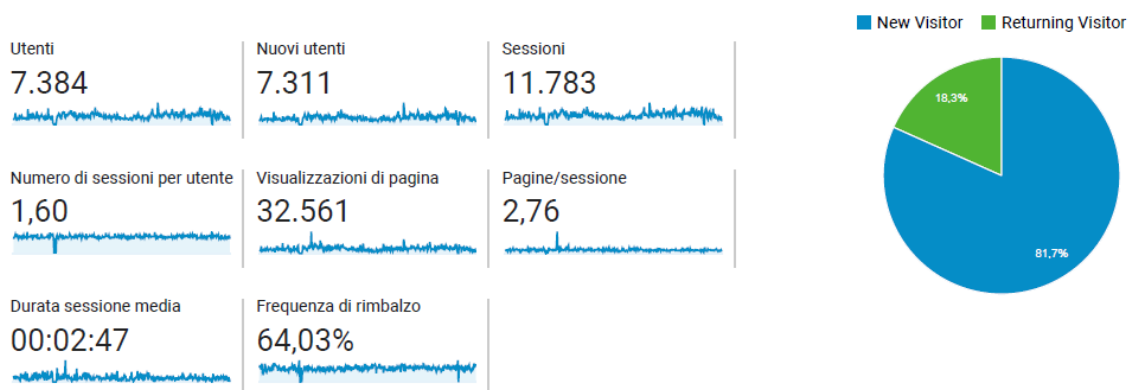 New Visitor Returning Visitor
Utenti
7.384
Nuovi utenti
7.311
Sessioni
11.783
Numero di sessioni per utente
1,60
Visualizzazioni di pagina
32.561
Pagine/sessione
2,76
Durata sessione media
00:02:47
Frequenza di rimbalzo
64,03%
18,3%
81,7%